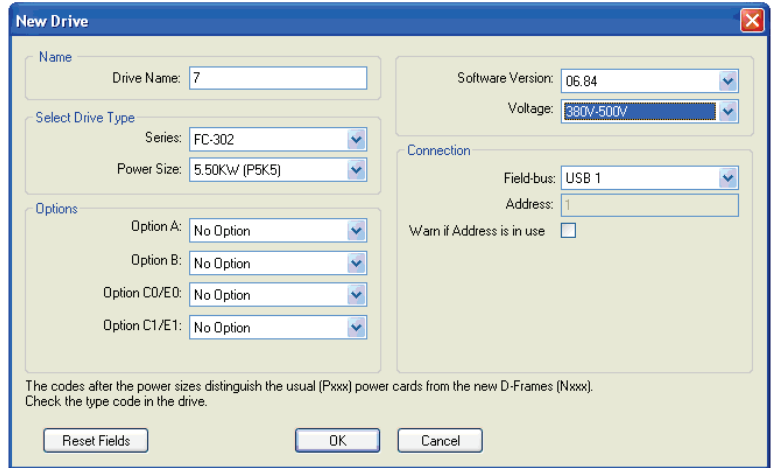 New Drive
Name
Drive Name: 7
Select Drive Type
Series: FC-302
Power Size: 5.50KW (P5K5)
Options
Option A: No Option
Option B: No Option
Option C0/E0: No Option
Option C1/E1: No Option
Software Version: 06.84
Voltage: 380V-500V
Connection
Field-bus: USB 1
Address: 1
Warn if Address is in use
The codes after the power sizes distinguish the usual (Pxxx) power cards from the new D-Frames (Nxxx).
Check the type code in the drive.
Reset Fields OK Cancel